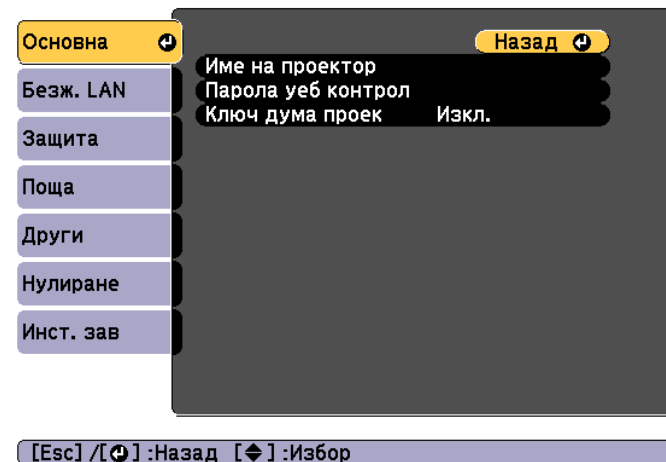 Основна
Назад
Име на проектор
Безж. LAN
Парола уеб контрол
Ключ дума проек Изкл.
Защита
Поща
Други
Нулиране
Инст. зав
[Esc] /[ ] :Назад [ ] :Избор